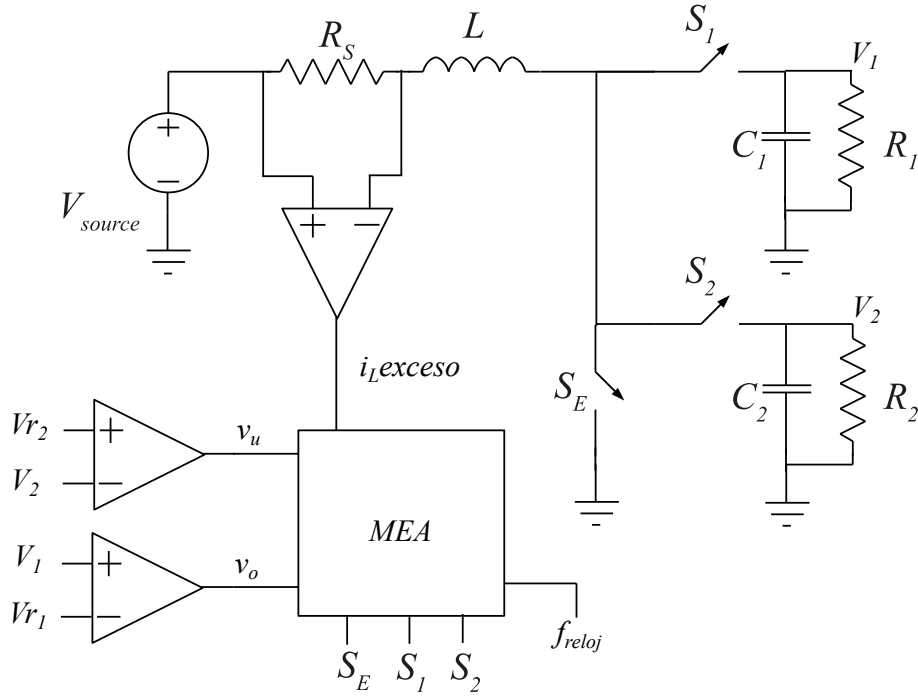 R_S
L
S_1
V_1
+
−
C_1
R_1
V_source
+ −
S_2
V_2
i_L exceso
S_E
C_2
R_2
Vr_2
+
v_u
V_2
−
MEA
V_1
+
v_o
Vr_1
−
f_reloj
S_E S_1 S_2